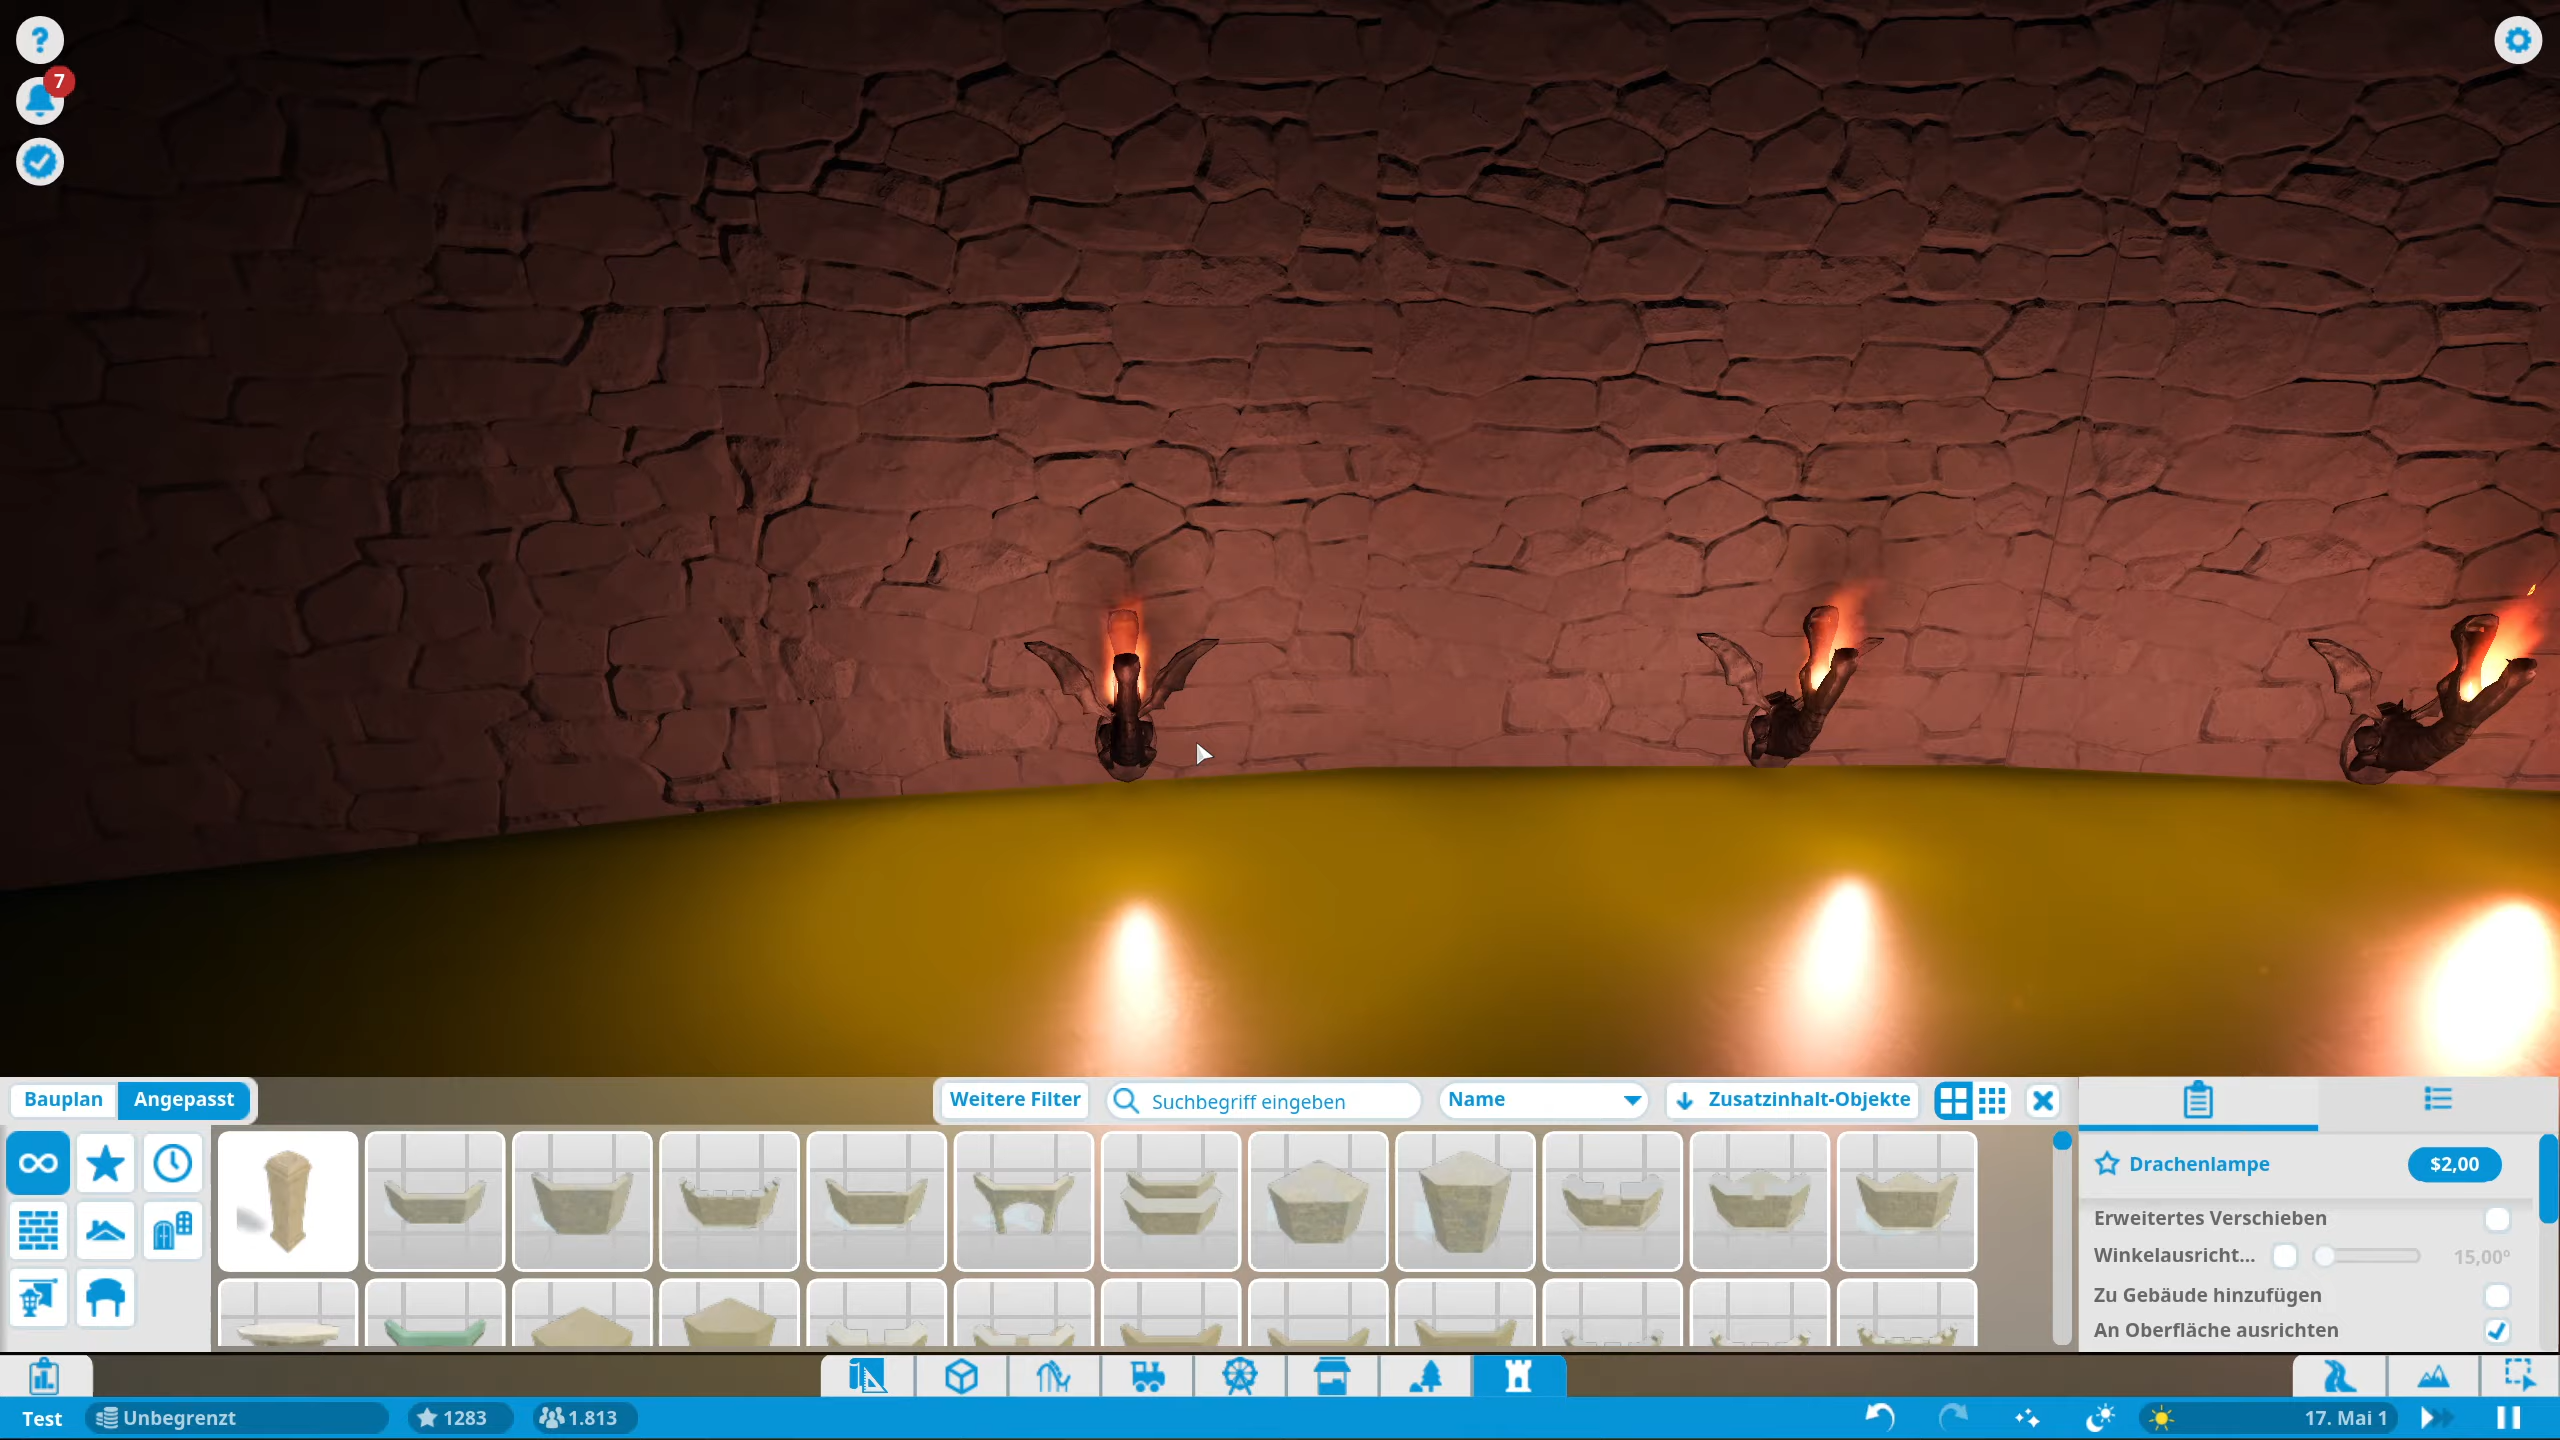 7
Bauplan
Angepasst
Weitere Filter
Suchbegriff eingeben
Name
Zusatzinhalt-Objekte
Drachenlampe
$2,00
Erweitertes Verschieben
Winkelausricht...
15,00°
Zu Gebäude hinzufügen
An Oberfläche ausrichten
Test
Unbegrenzt
1283
1.813
17. Mai 1